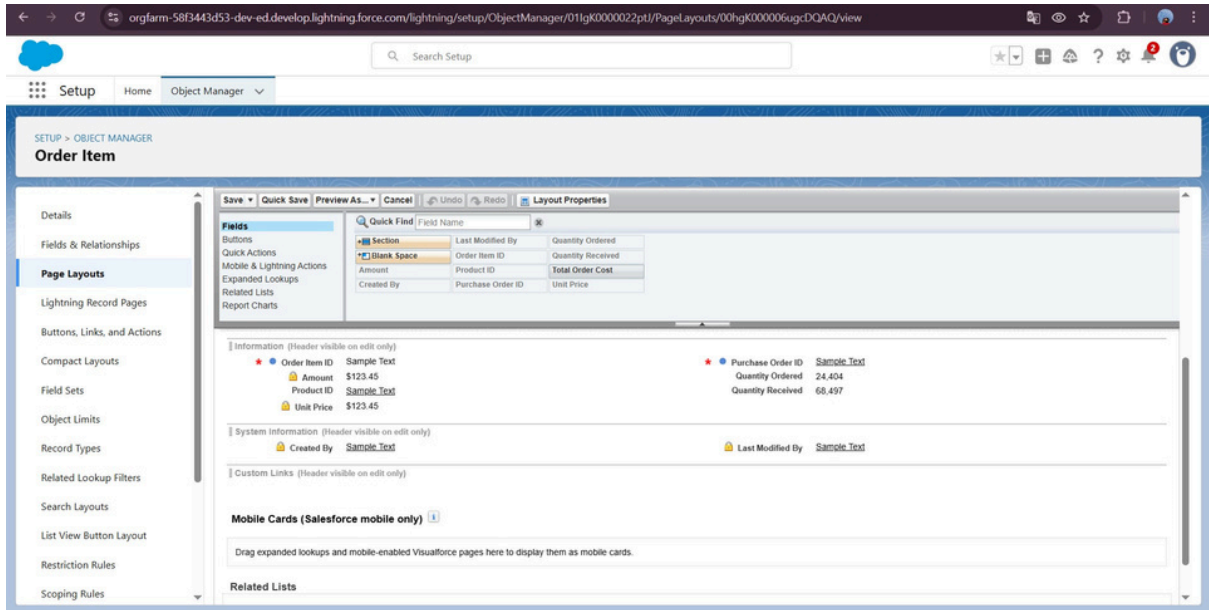 orgfarm-58f3443d53-dev-ed.develop.lightning.force.com/lightning/setup/ObjectManager/01IgK0000022ptJ/PageLayouts/00hgK000006ugcDQAQ/view
Search Setup
2
Setup Home Object Manager
SETUP > OBJECT MANAGER
Order Item
Details
Fields & Relationships
Page Layouts
Lightning Record Pages
Buttons, Links, and Actions
Compact Layouts
Field Sets
Object Limits
Record Types
Related Lookup Filters
Search Layouts
List View Button Layout
Restriction Rules
Scoping Rules
Save Quick Save Preview As... Cancel Undo Redo Layout Properties
Fields
Buttons
Quick Actions
Mobile & Lightning Actions
Expanded Lookups
Related Lists
Report Charts
Quick Find Field Name
Section Last Modified By Quantity Ordered
Blank Space Order Item ID Quantity Received
Amount Product ID Total Order Cost
Created By Purchase Order ID Unit Price
Information (Header visible on edit only)
* Order Item ID Sample Text * Purchase Order ID Sample Text
Amount $123.45 Quantity Ordered 24,404
Product ID Sample Text Quantity Received 68,497
Unit Price $123.45
System Information (Header visible on edit only)
Created By Sample Text Last Modified By Sample Text
Custom Links (Header visible on edit only)
Mobile Cards (Salesforce mobile only) i
Drag expanded lookups and mobile-enabled Visualforce pages here to display them as mobile cards.
Related Lists